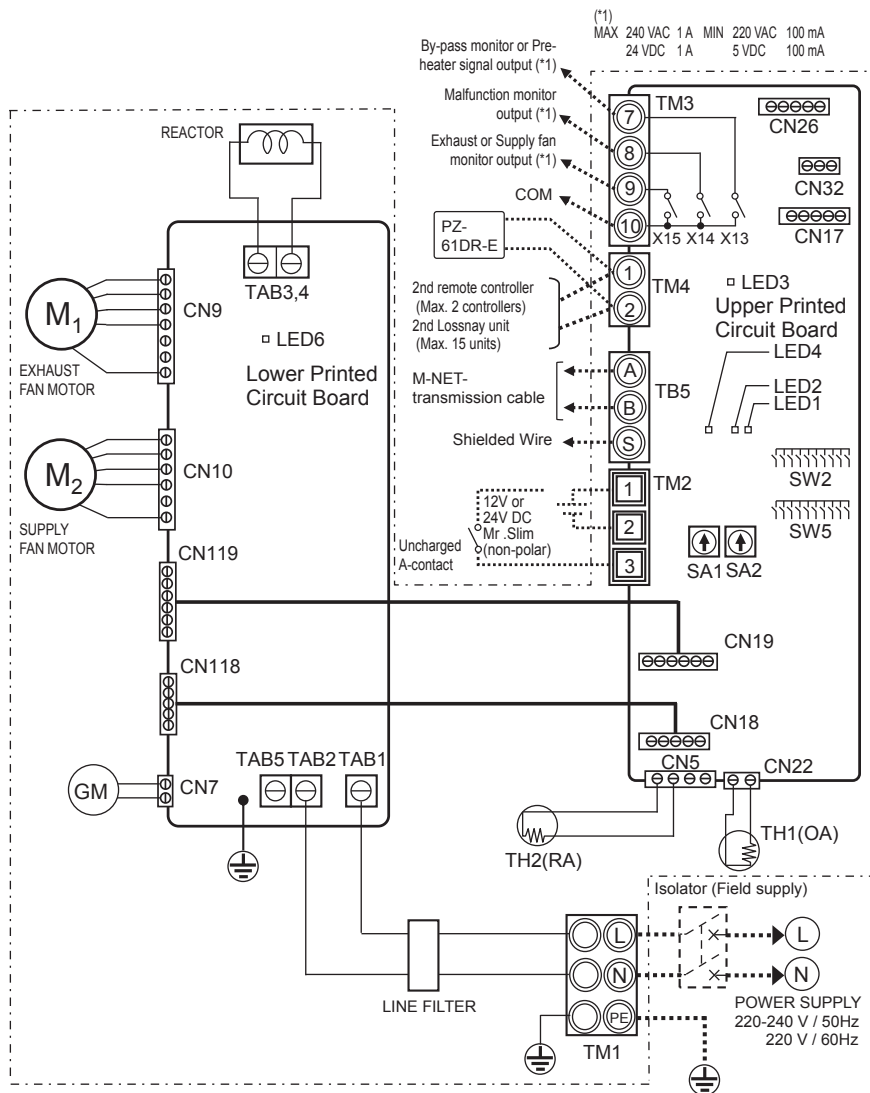 (*1)
MAX 240 VAC 1 A MIN 220 VAC 100 mA
24 VDC 1 A 5 VDC 100 mA
By-pass monitor or Pre-
heater signal output (*1)
Malfunction monitor
output (*1)
Exhaust or Supply fan
monitor output (*1)
COM
7
8
9
10
TM3
X15 X14 X13
CN26
CN32
CN17
REACTOR
TAB3,4
PZ-
61DR-E
1
2
TM4
2nd remote controller
(Max. 2 controllers)
2nd Lossnay unit
(Max. 15 units)
LED3
Upper Printed
Circuit Board
LED4
LED2
LED1
M1
EXHAUST
FAN MOTOR
CN9
LED6
Lower Printed
Circuit Board
M-NET-
transmission cable
Shielded Wire
A
B
S
TB5
M2
SUPPLY
FAN MOTOR
CN10
12V or
24V DC
Mr .Slim
(non-polar)
Uncharged
A-contact
1
2
3
TM2
SW2
SW5
SA1 SA2
CN119
CN19
CN118
CN18
CN5
CN22
GM
CN7
TAB5 TAB2 TAB1
TH2(RA)
TH1(OA)
Isolator (Field supply)
LINE FILTER
L
N
PE
TM1
L
N
POWER SUPPLY
220-240 V / 50Hz
220 V / 60Hz